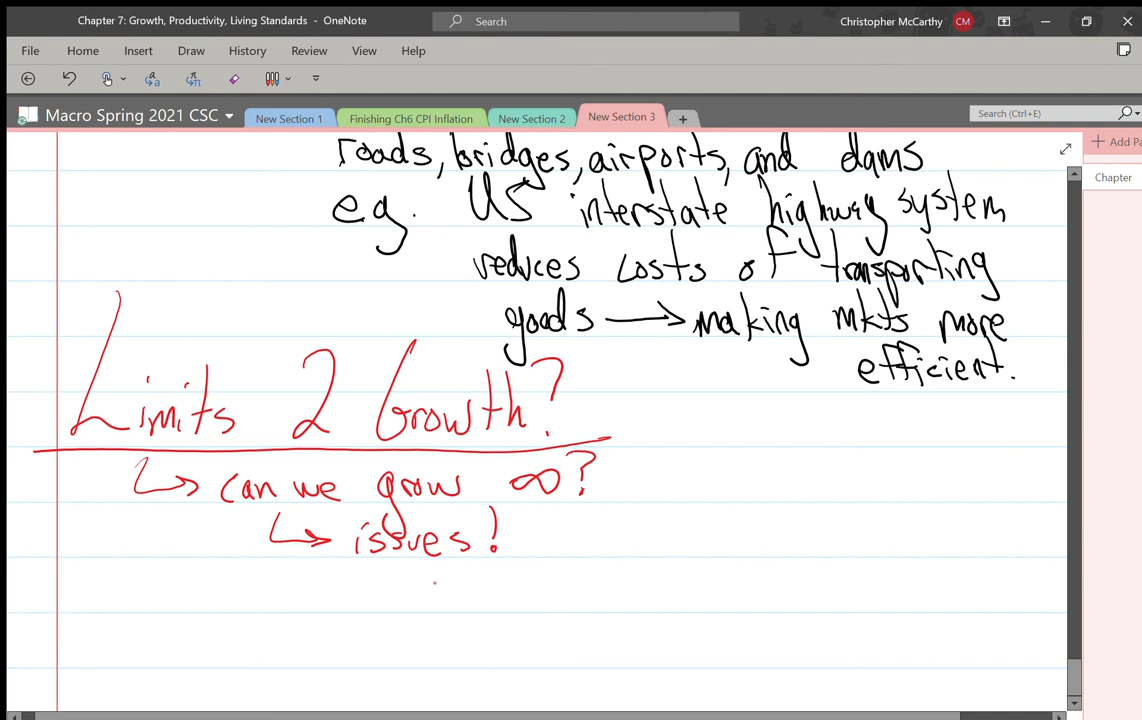 Chapter 7: Growth, Productivity, Living Standards - OneNote
Search
Christopher McCarthy CM
File Home Insert Draw History Review View Help
Macro Spring 2021 CSC
New Section 1 Finishing Ch6 CPI Inflation New Section 2 New Section 3 +
Search (Ctrl+E)
+ Add Pa
Chapter
roads, bridges, airports, and dams
e.g. US interstate highway system
reduces costs of transporting
goods → making mkts more
efficient.
Limits 2 Growth?
↳ can we grow ∞?
↳ issues!